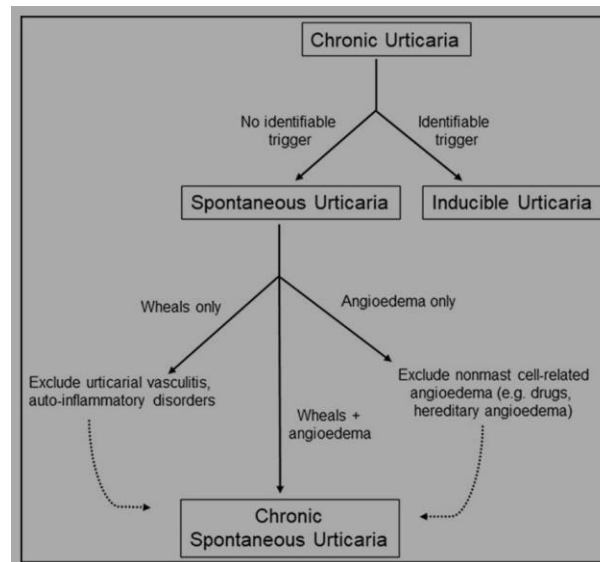 Chronic Urticaria
No identifiable
trigger
Identifiable
trigger
Spontaneous Urticaria
Inducible Urticaria
Wheals only
Angioedema only
Exclude urticarial vasculitis,
auto-inflammatory disorders
Wheals +
angioedema
Exclude nonmast cell-related
angioedema (e.g. drugs,
hereditary angioedema)
Chronic
Spontaneous Urticaria